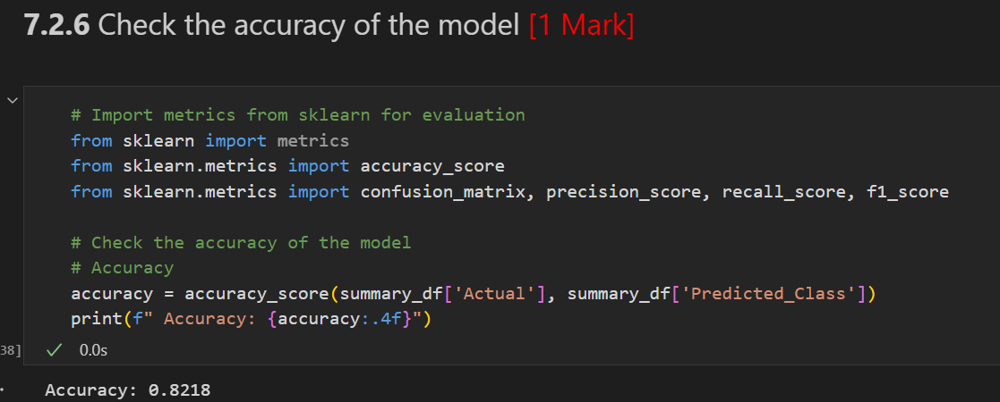 7.2.6 Check the accuracy of the model [1 Mark]
# Import metrics from sklearn for evaluation
from sklearn import metrics
from sklearn.metrics import accuracy_score
from sklearn.metrics import confusion_matrix, precision_score, recall_score, f1_score
# Check the accuracy of the model
# Accuracy
accuracy = accuracy_score(summary_df['Actual'], summary_df['Predicted_Class'])
print(f" Accuracy: {accuracy:.4f}")
38] ✓ 0.0s
Accuracy: 0.8218